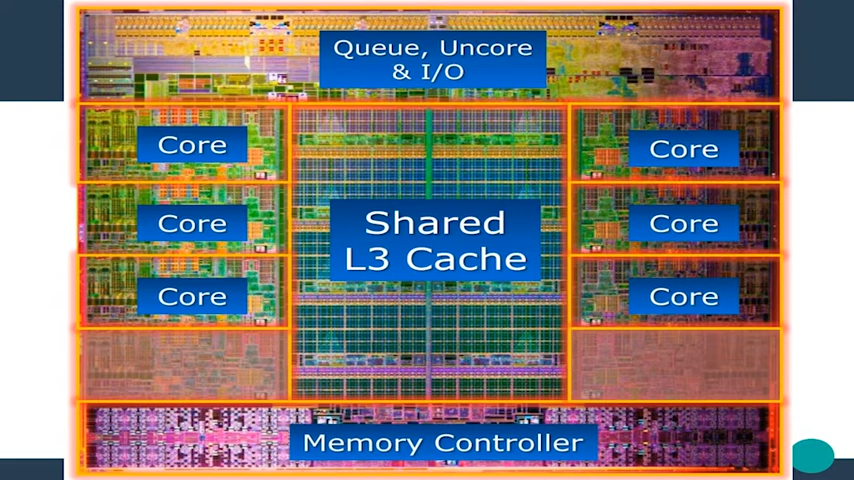 Queue, Uncore
& I/O
Core
Core
Shared
L3 Cache
Core
Core
Core
Core
Memory Controller